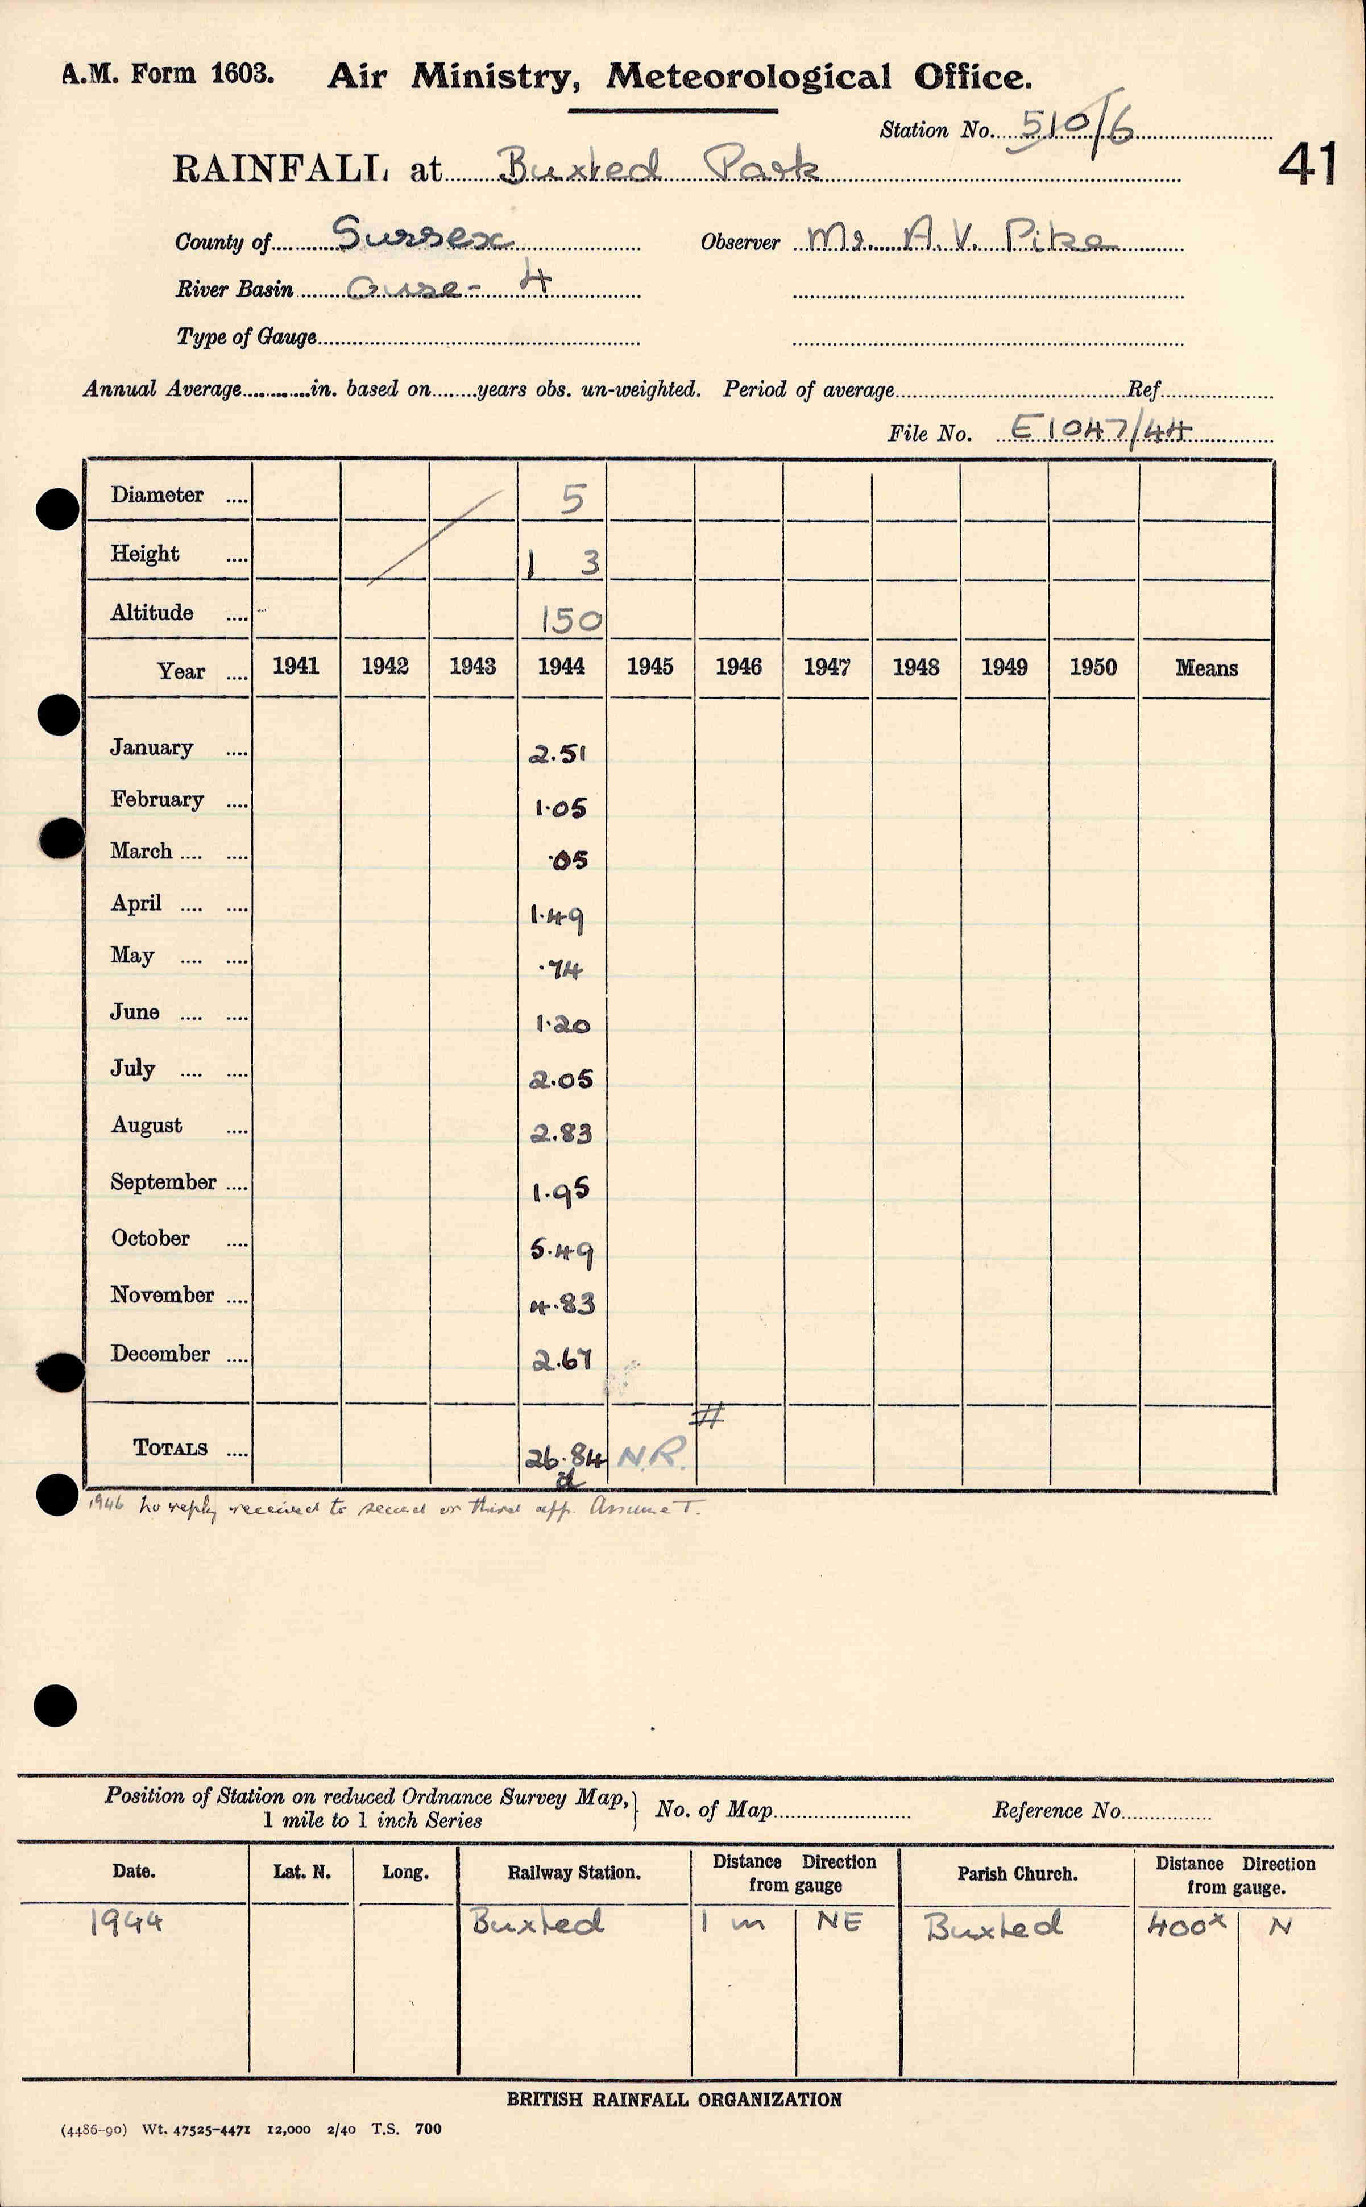 A.M. Form 1603. Air Ministry, Meteorological Office.
Station No. 510/6
41
RAINFALL at Buxted Park
County of Sussex Observer Mr. A.V. Pike
River Basin Ouse - 4
Type of Gauge
Annual Average in. based on years obs. un-weighted. Period of average Ref
File No. E1047/44
Diameter .... 5
Height .... 1 3
Altitude .... 150
Year .... 1941 1942 1943 1944 1945 1946 1947 1948 1949 1950 Means
January .... 2.51
February .... 1.05
March .... .... .05
April .... .... 1.49
May .... .... .74
June .... .... 1.20
July .... .... 2.05
August .... 2.83
September .... 1.95
October .... 5.49
November .... 4.83
December .... 2.67
TOTALS .... 26.84 N.R. #
d
1946 no reply received to second or third app. Assume T.
Position of Station on reduced Ordnance Survey Map, } No. of Map Reference No.
1 mile to 1 inch Series
Date. Lat. N. Long. Railway Station. Distance Direction from gauge Parish Church. Distance Direction from gauge.
1944 Buxted 1 m NE Buxted 400x N
BRITISH RAINFALL ORGANIZATION
(4486-90) Wt. 47525-4471 12,000 2/40 T.S. 700